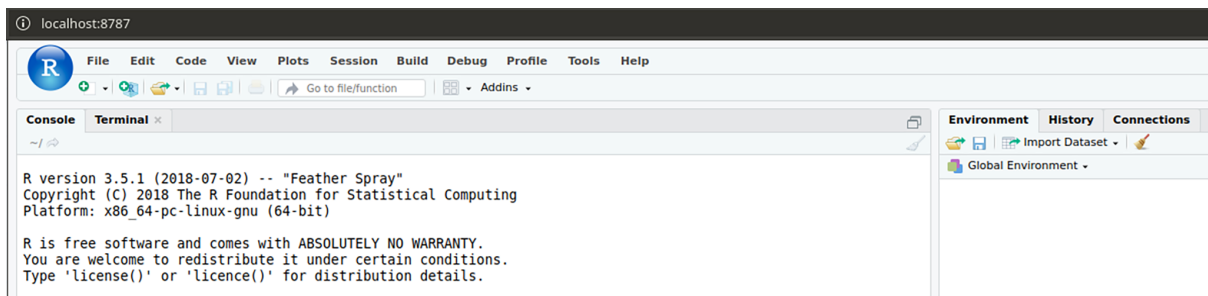 localhost:8787
R File Edit Code View Plots Session Build Debug Profile Tools Help
R Go to file/function Addins
Console Terminal
~/
R version 3.5.1 (2018-07-02) -- "Feather Spray"
Copyright (C) 2018 The R Foundation for Statistical Computing
Platform: x86_64-pc-linux-gnu (64-bit)
R is free software and comes with ABSOLUTELY NO WARRANTY.
You are welcome to redistribute it under certain conditions.
Type 'license()' or 'licence()' for distribution details.
Environment History Connections
Import Dataset
Global Environment